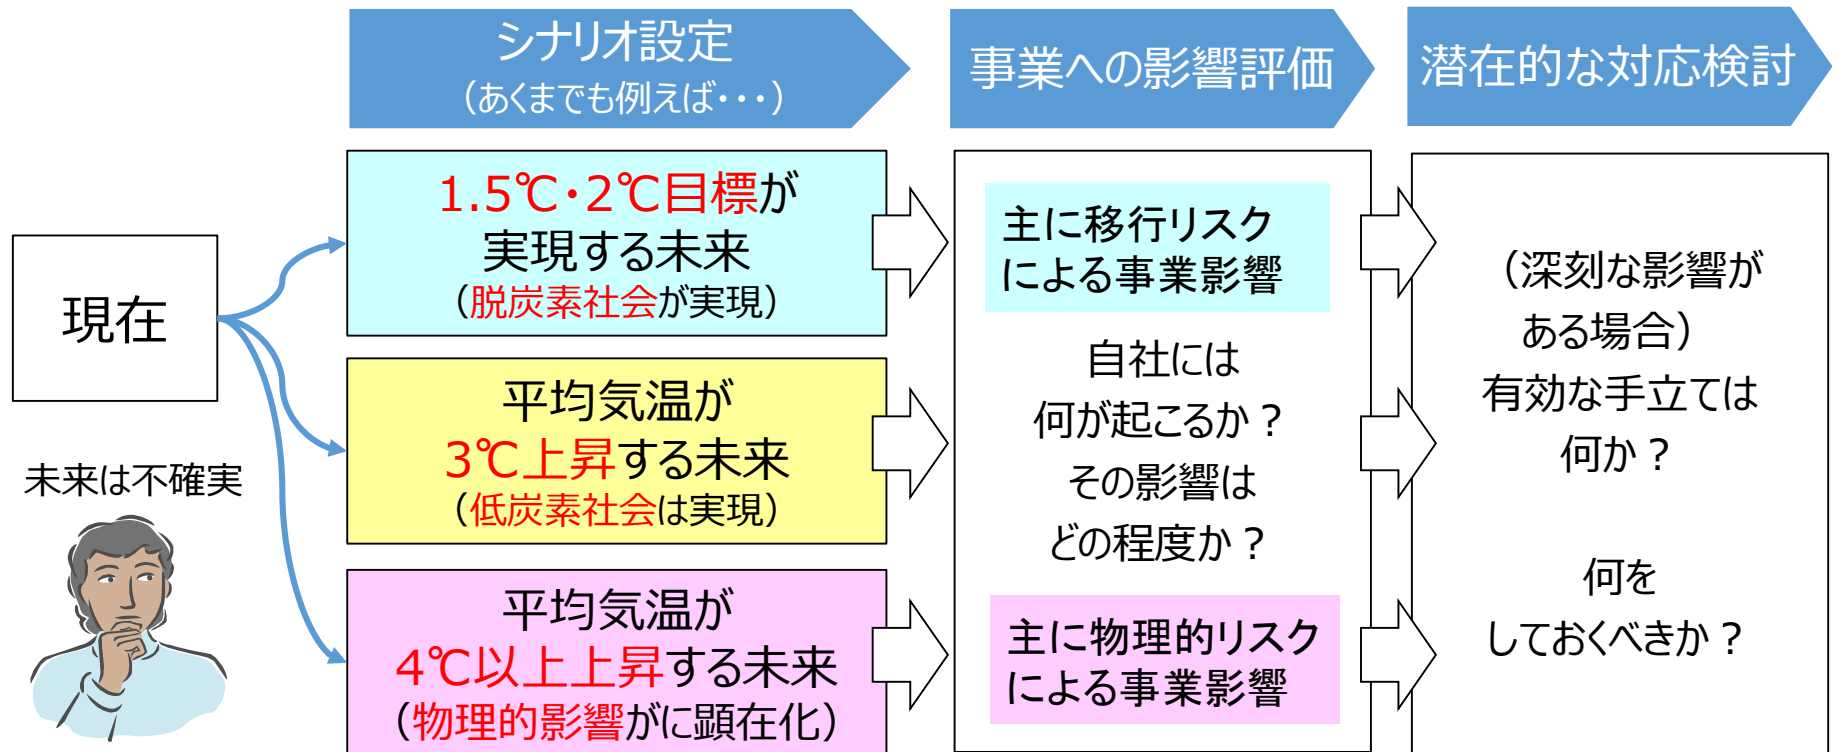 シナリオ設定
（あくまでも例えば・・・）
事業への影響評価
潜在的な対応検討
現在
未来は不確実
1.5℃・2℃目標が
実現する未来
（脱炭素社会が実現）
平均気温が
3℃上昇する未来
（低炭素社会は実現）
平均気温が
4℃以上上昇する未来
（物理的影響がに顕在化）
主に移行リスク
による事業影響
自社には
何が起こるか？
その影響は
どの程度か？
主に物理的リスク
による事業影響
（深刻な影響が
ある場合）
有効な手立ては
何か？
何を
しておくべきか？